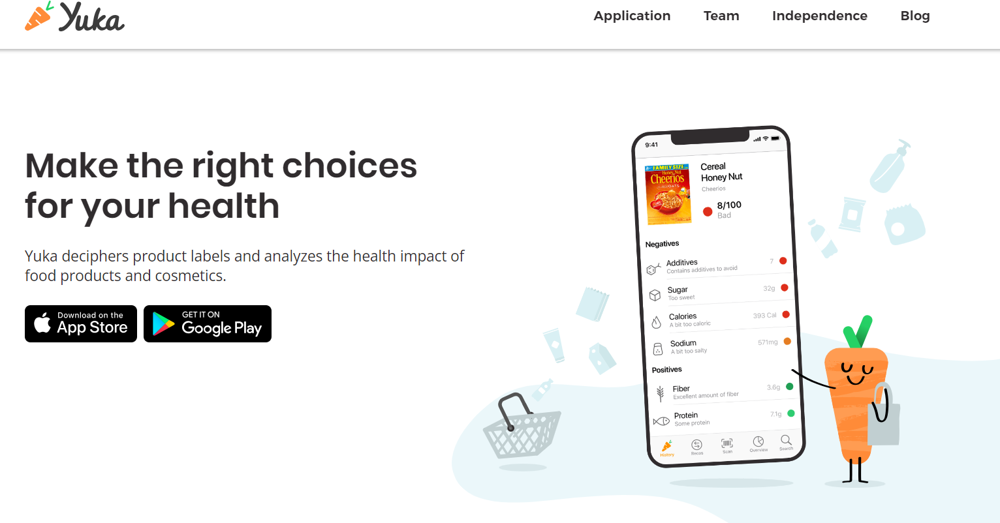 Yuka
Application
Team
Independence
Blog
Make the right choices
for your health
Yuka deciphers product labels and analyzes the health impact of
food products and cosmetics.
Download on the
App Store
GET IT ON
Google Play
9:41
FAMILY SIZE
Honey Nut
Cheerios
Cereal
Honey Nut
Cheerios
8/100
Bad
Negatives
Additives
Contains additives to avoid
7
Sugar
Too sweet
32g
Calories
A bit too caloric
393 Cal
Sodium
A bit too salty
571mg
Positives
Fiber
Excellent amount of fiber
3.6g
Protein
Some protein
7.1g
History
Recos
Scan
Overview
Search